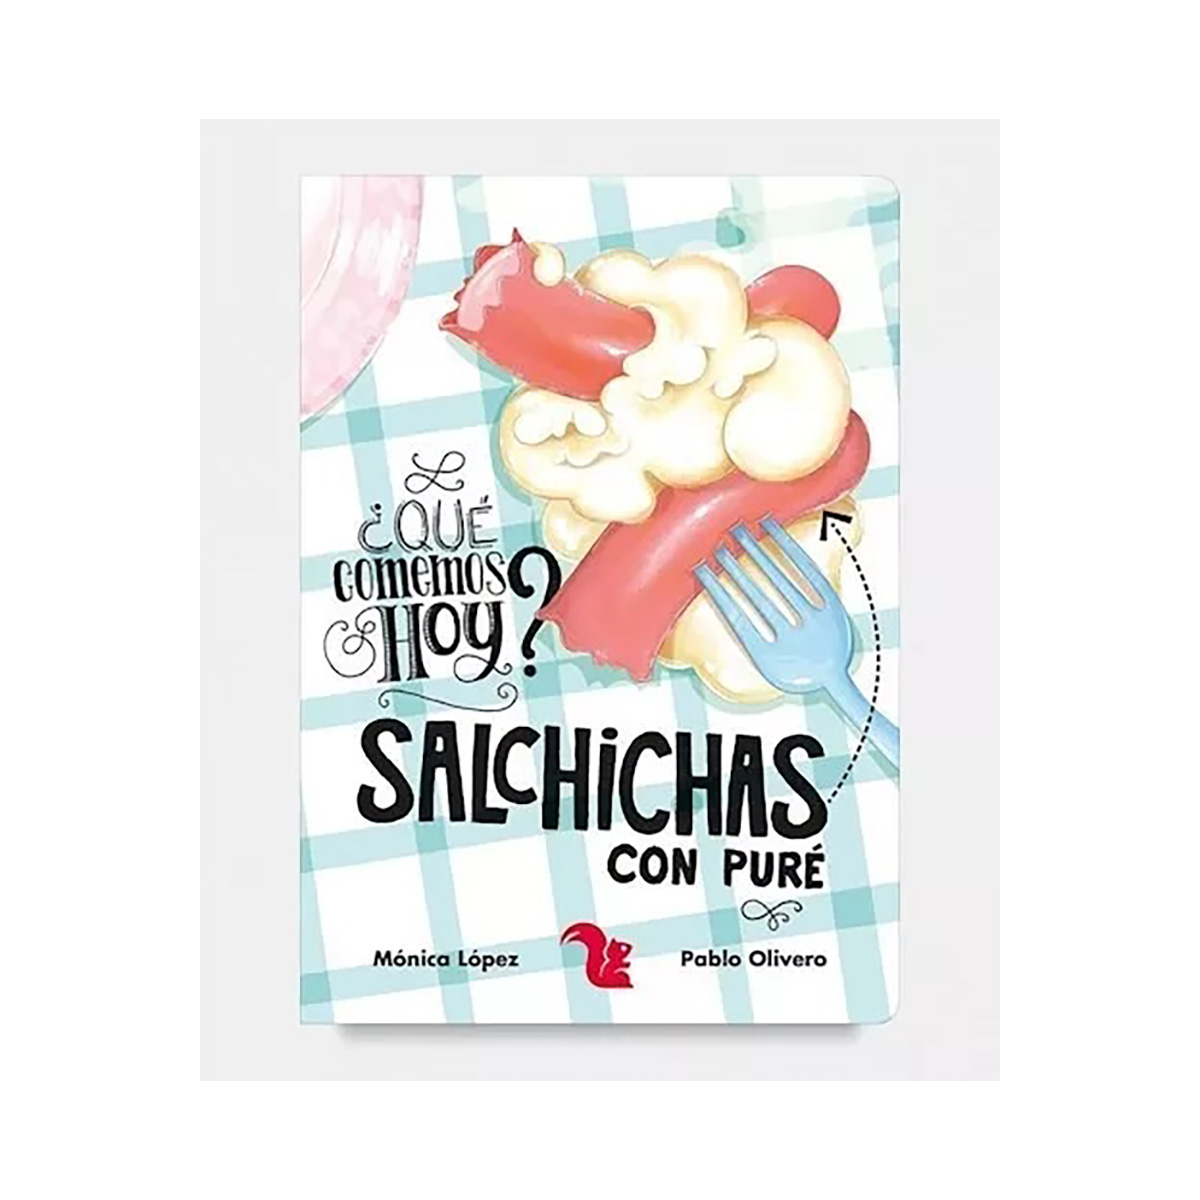 ¿QUÉ
COMEMOS
HOY?
SALCHICHAS
CON PURÉ
Mónica López
Pablo Olivero